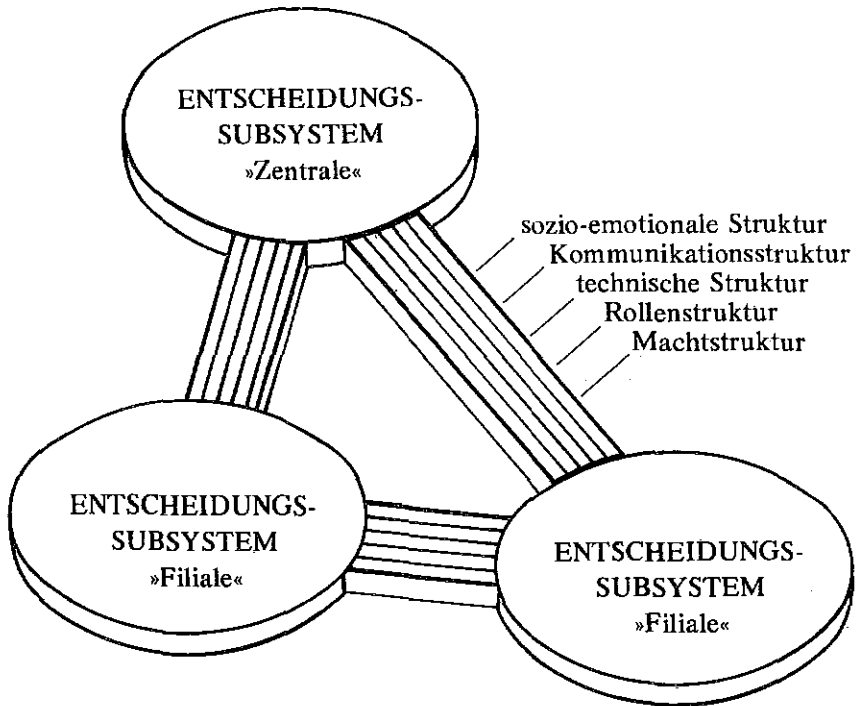 ENTSCHEIDUNGS-
SUBSYSTEM
»Zentrale«
sozio-emotionale Struktur
Kommunikationsstruktur
technische Struktur
Rollenstruktur
Machtstruktur
ENTSCHEIDUNGS-
SUBSYSTEM
»Filiale«
ENTSCHEIDUNGS-
SUBSYSTEM
»Filiale«